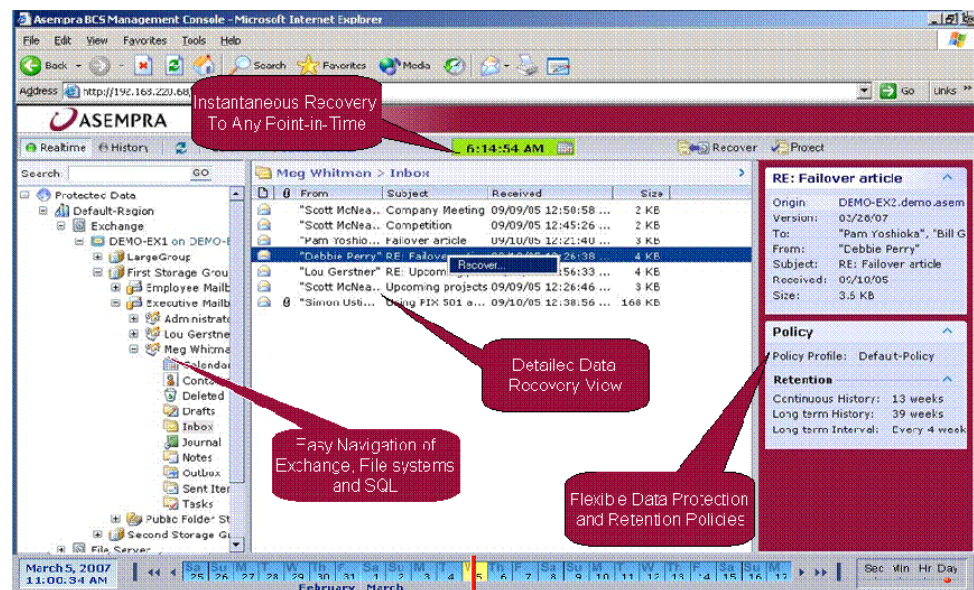 Asempra BCS Management Console - Microsoft Internet Explorer
File Edit View Favorites Tools Help
Back Search Favorites Media
Address http://192.168.220.68/ Go Links »
Instantaneous Recovery
To Any Point-in-Time
ASEMPRA
Realtime History 6:14:54 AM Recover Protect
Search: GO
Meg Whitman > Inbox
From Subject Received Size
"Scott McNea... Company Meeting 09/09/05 12:50:58 ... 2 KB
"Scott McNea... Competition 09/09/05 12:45:26 ... 2 KB
"Pam Yoshio... Failover article 09/10/05 12:21:40 ... 3 KB
"Debbie Perry" RE: 09/10/05 12:26:38 ... 4 KB
Recover...
"Lou Gerstner" RE: :56:33 ... 4 KB
"Scott McNea... Upcoming projects 09/09/05 12:26:46 ... 3 KB
"Simon Usti... Using PIX 501 a... 09/10/05 12:38:56 ... 168 KB
Protected Data
Default-Region
Exchange
DEMO-EX1 on DEMO-E
LargeGroup
First Storage Grou
Employee Mailb
Executive Mailb
Administrato
Lou Gerstne
Meg Whitma
Calendar
Deleted
Drafts
Inbox
Journal
Notes
Outbox
Sent Iter
Tasks
Public Folder St
Second Storage Gr
File Server
Detailed Data
Recovery View
Easy Navigation of
Exchange, File systems
and SQL
Flexible Data Protection
and Retention Policies
RE: Failover article
Origin DEMO-EX2.demo.asem
Version: 03/28/07
To: "Pam Yoshioka", "Bill G
From: "Debbie Perry"
Subject: RE: Failover article
Received: 09/10/05
Size: 3.5 KB
Policy
Policy Profile: Defaut-Policy
Retention
Continuous History: 13 weeks
Long term History: 39 weeks
Long term Interval: Every 4 week
March 5, 2007
11:00:34 AM
Sa Su M T W T F Sa Su M T W T F Sa Su M T W T F Sa Su M
25 26 27 28 29 30 31 1 2 3 4 5 6 7 8 9 10 11 12 13 14 15 16 17
February March
Sec Min Hr Day